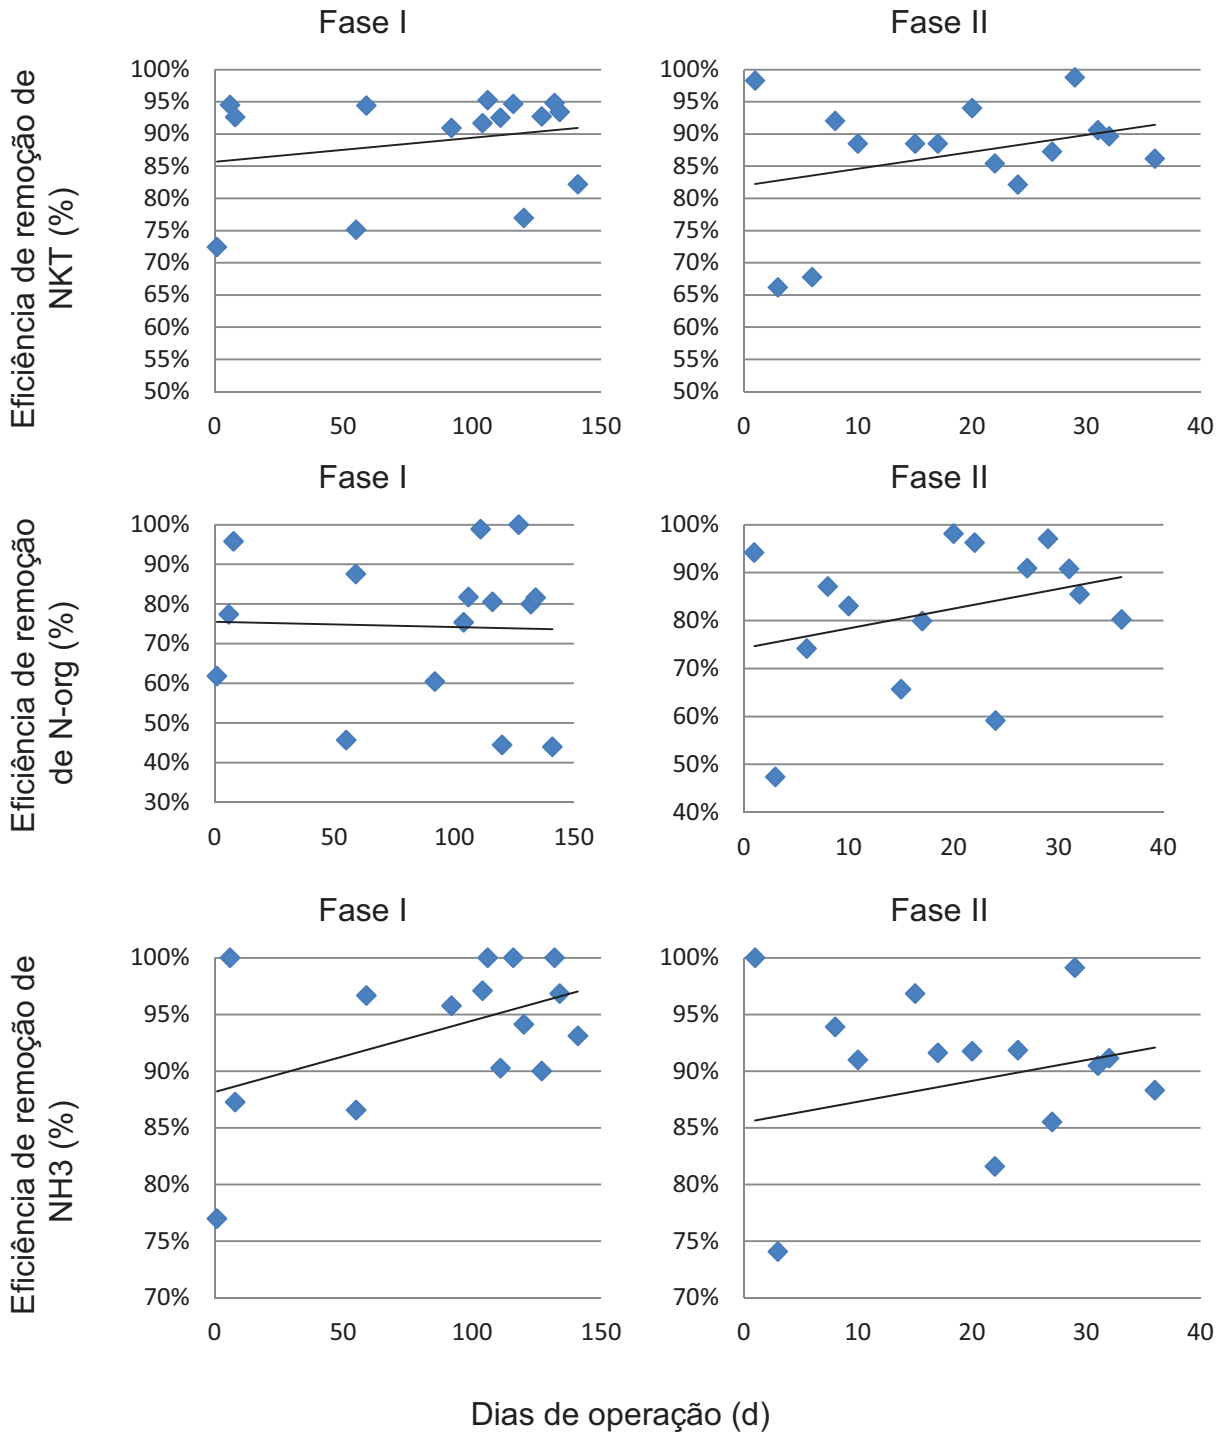 Fase I
Fase II
Eficiência de remoção de
NKT (%)
100%
95%
90%
85%
80%
75%
70%
65%
60%
55%
50%
0 50 100 150
100%
95%
90%
85%
80%
75%
70%
65%
60%
55%
50%
0 10 20 30 40
Fase I
Fase II
Eficiência de remoção
de N-org (%)
100%
90%
80%
70%
60%
50%
40%
30%
0 50 100 150
100%
90%
80%
70%
60%
50%
40%
0 10 20 30 40
Fase I
Fase II
Eficiência de remoção de
NH3 (%)
100%
95%
90%
85%
80%
75%
70%
0 50 100 150
100%
95%
90%
85%
80%
75%
70%
0 10 20 30 40
Dias de operação (d)